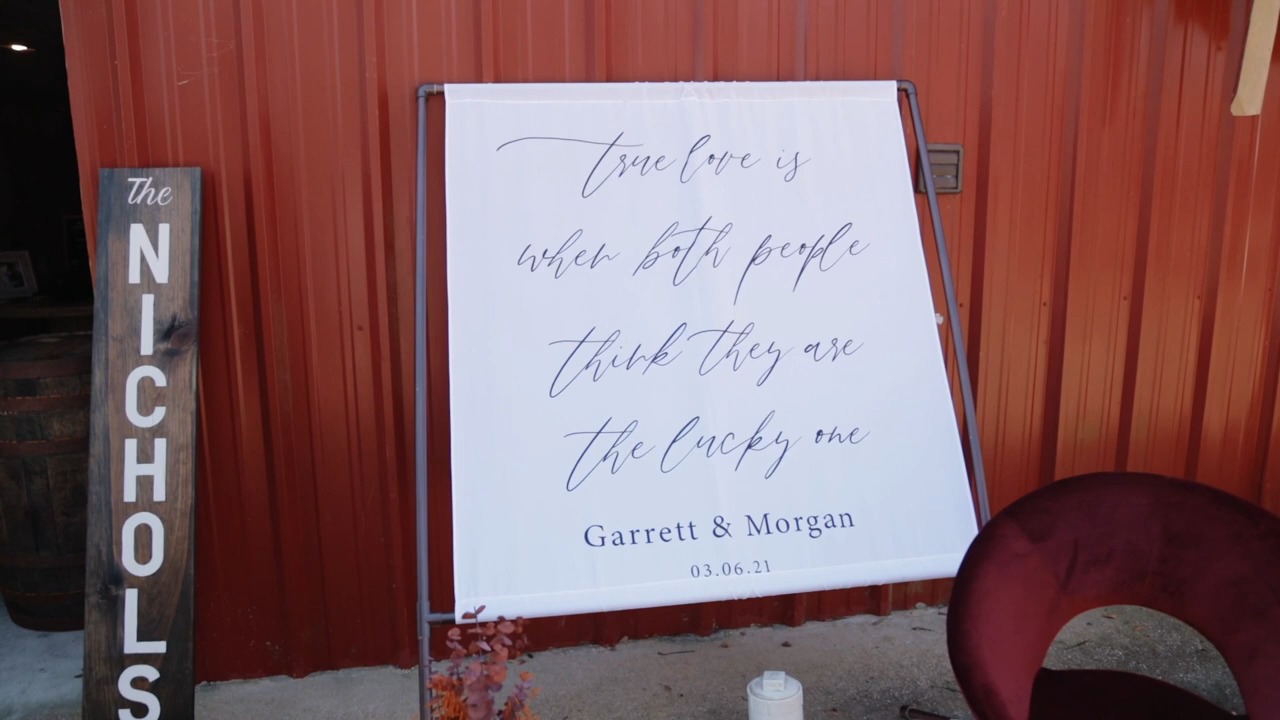 The
NICHOLS
true love is
when both people
think they are
the lucky one
Garrett & Morgan
03.06.21